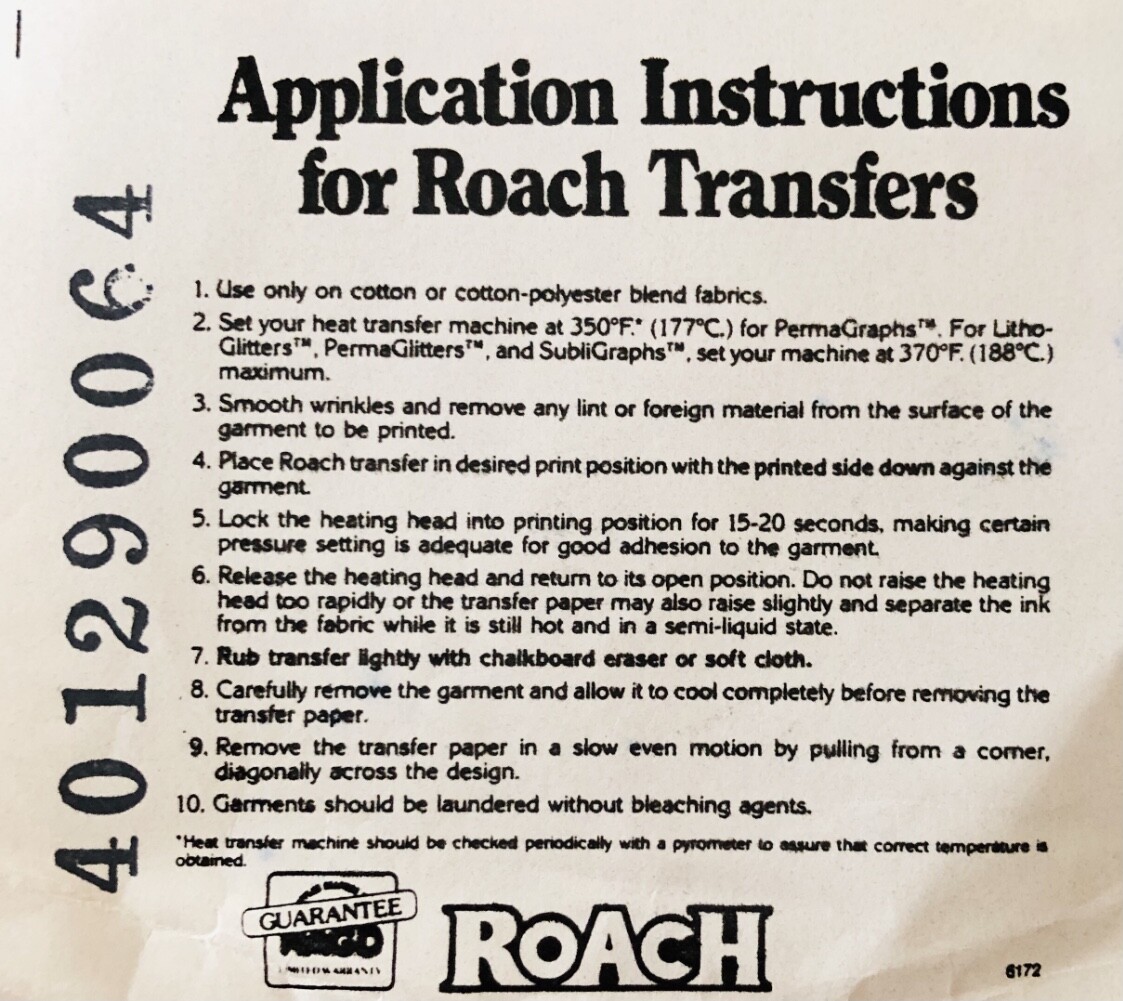 Application Instructions
for Roach Transfers
1. Use only on cotton or cotton-polyester blend fabrics.
2. Set your heat transfer machine at 350°F.* (177°C.) for PermaGraphs™. For Litho-
Glitters™, PermaGlitters™, and SubliGraphs™, set your machine at 370°F. (188°C.)
maximum.
3. Smooth wrinkles and remove any lint or foreign material from the surface of the
garment to be printed.
4. Place Roach transfer in desired print position with the printed side down against the
garment.
5. Lock the heating head into printing position for 15-20 seconds, making certain
pressure setting is adequate for good adhesion to the garment.
6. Release the heating head and return to its open position. Do not raise the heating
head too rapidly or the transfer paper may also raise slightly and separate the ink
from the fabric while it is still hot and in a semi-liquid state.
7. Rub transfer lightly with chalkboard eraser or soft cloth.
8. Carefully remove the garment and allow it to cool completely before removing the
transfer paper.
9. Remove the transfer paper in a slow even motion by pulling from a corner,
diagonally across the design.
10. Garments should be laundered without bleaching agents.
*Heat transfer machine should be checked periodically with a pyrometer to assure that correct temperature is
obtained.
GUARANTEE
LIMITED WARRANTY
ROACH
6172
401290064